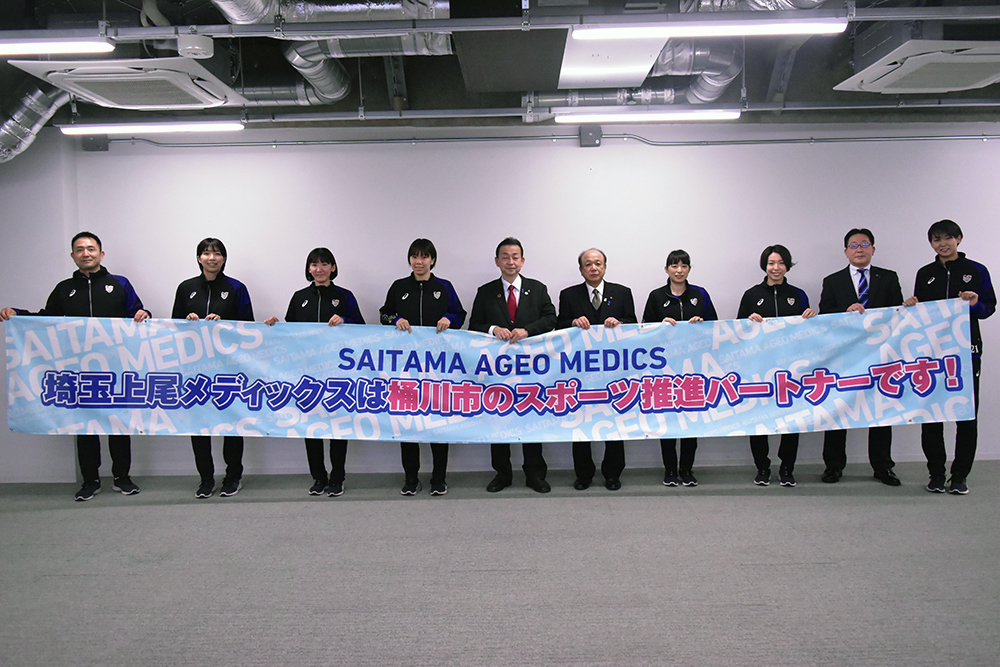 SAITAMA AGEO MEDICS
埼玉上尾メディックスは桶川市のスポーツ推進パートナーです!